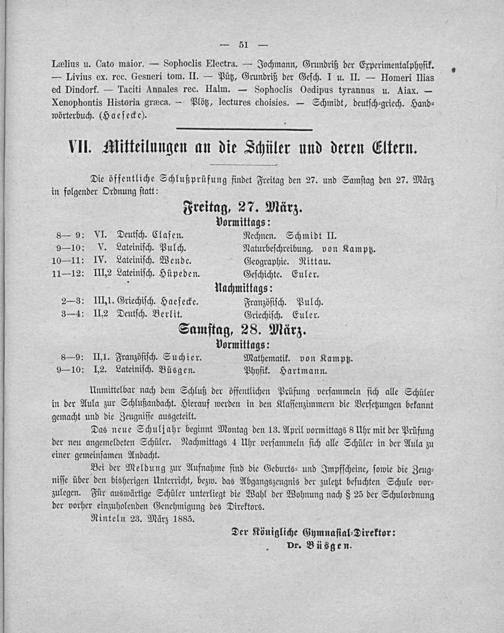 — 51 —
Lælius u. Cato maior. — Sophoclis Electra. — Jochmann, Grundriß der Experimentalphysik.
— Livius ex. rec. Gesneri tom. II. — Pütz, Grundriß der Gesch. I u. II. — Homeri Ilias
ed Dindorf. — Taciti Annales rec. Halm. — Sophoclis Oedipus tyrannus u. Aiax. —
Xenophontis Historia græca. — Plötz, lectures choisies. — Schmidt, deutsch-griech. Hand-
wörterbuch. (Haesecke).
VII. Mitteilungen an die Schüler und deren Eltern.
Die öffentliche Schlußprüfung findet Freitag den 27. und Samstag den 27. März
in folgender Ordnung statt:
Freitag, 27. März.
Vormittags:
8— 9: VI. Deutsch. Clasen. Rechnen. Schmidt II.
9—10: V. Lateinisch. Pulch. Naturbeschreibung. von Kamptz.
10—11: IV. Lateinisch. Wende. Geographie. Rittau.
11—12: III,2 Lateinisch. Hüpeden. Geschichte. Euler.
Nachmittags:
2—3: III,1. Griechisch. Haesecke. Französisch. Pulch.
3—4: II,2 Deutsch. Berlit. Griechisch. Euler.
Samstag, 28. März.
Vormittags:
8—9: II,1. Französisch. Suchier. Mathematik. von Kamptz.
9—10: I,2. Lateinisch. Büsgen. Physik. Hartmann.
Unmittelbar nach dem Schluß der öffentlichen Prüfung versammeln sich alle Schüler
in der Aula zur Schlußandacht. Hierauf werden in den Klassenzimmern die Versetzungen bekannt
gemacht und die Zeugnisse ausgeteilt.
Das neue Schuljahr beginnt Montag den 13. April vormittags 8 Uhr mit der Prüfung
der neu angemeldeten Schüler. Nachmittags 4 Uhr versammeln sich alle Schüler in der Aula zu
einer gemeinsamen Andacht.
Bei der Meldung zur Aufnahme sind die Geburts- und Impfscheine, sowie die Zeug-
nisse über den bisherigen Unterricht, bezw. das Abgangszeugnis der zuletzt besuchten Schule vor-
zulegen. Für auswärtige Schüler unterliegt die Wahl der Wohnung nach § 25 der Schulordnung
der vorher einzuholenden Genehmigung des Direktors.
Rinteln 23. März 1885.
Der Königliche Gymnasial-Direktor:
Dr. Büsgen.